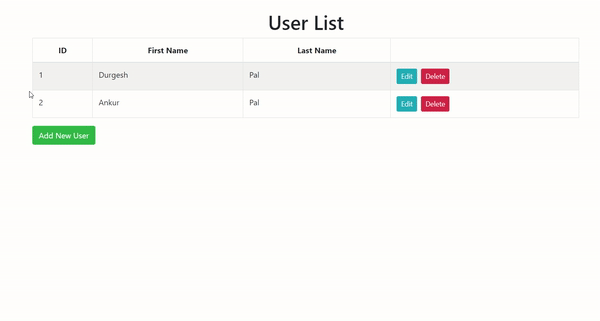 User List
ID First Name Last Name
1 Durgesh Pal Edit Delete
2 Ankur Pal Edit Delete
Add New User